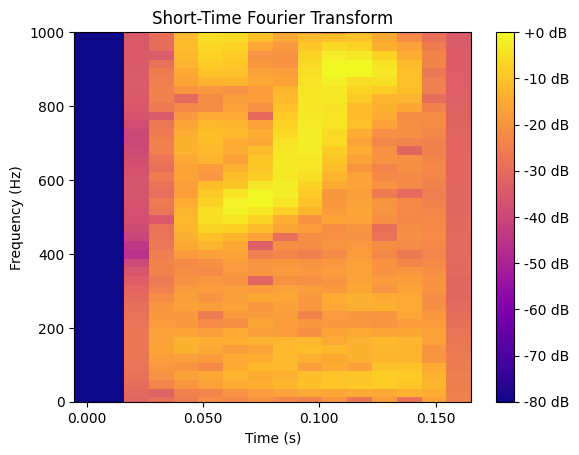 Short-Time Fourier Transform
1000
800
600
400
200
0
Frequency (Hz)
0.000
0.050
0.100
0.150
Time (s)
+0 dB
-10 dB
-20 dB
-30 dB
-40 dB
-50 dB
-60 dB
-70 dB
-80 dB